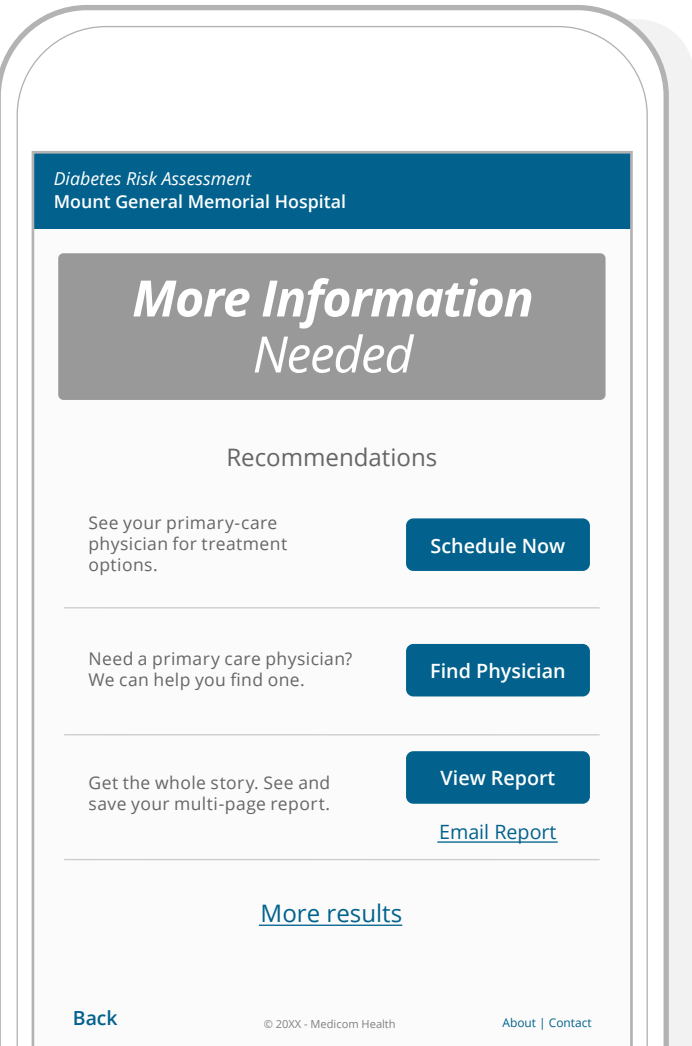 Diabetes Risk Assessment
Mount General Memorial Hospital
More Information
Needed
Recommendations
See your primary-care
physician for treatment
options.
Schedule Now
Need a primary care physician?
We can help you find one.
Find Physician
Get the whole story. See and
save your multi-page report.
View Report
Email Report
More results
Back
© 20XX - Medicom Health
About | Contact